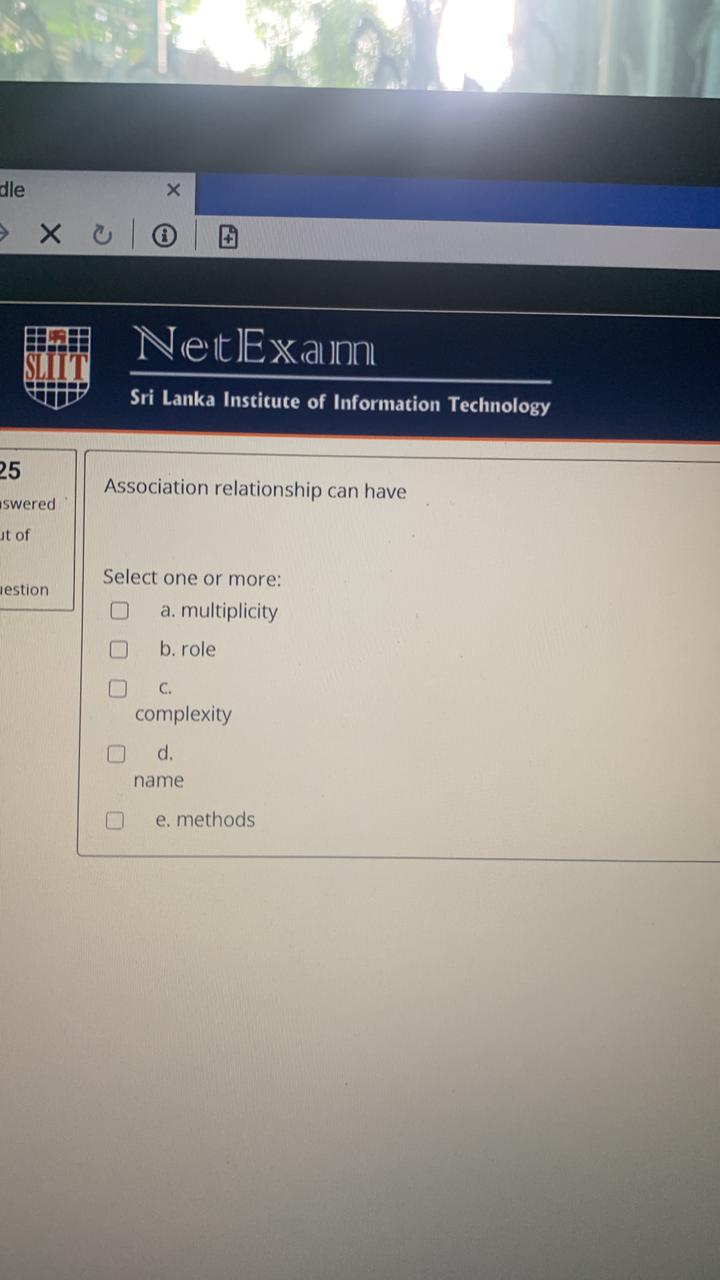 dle
SLIIT
NetExam
Sri Lanka Institute of Information Technology
25
swered
ut of
estion
Association relationship can have
Select one or more:
a. multiplicity
b. role
c.
complexity
d.
name
e. methods